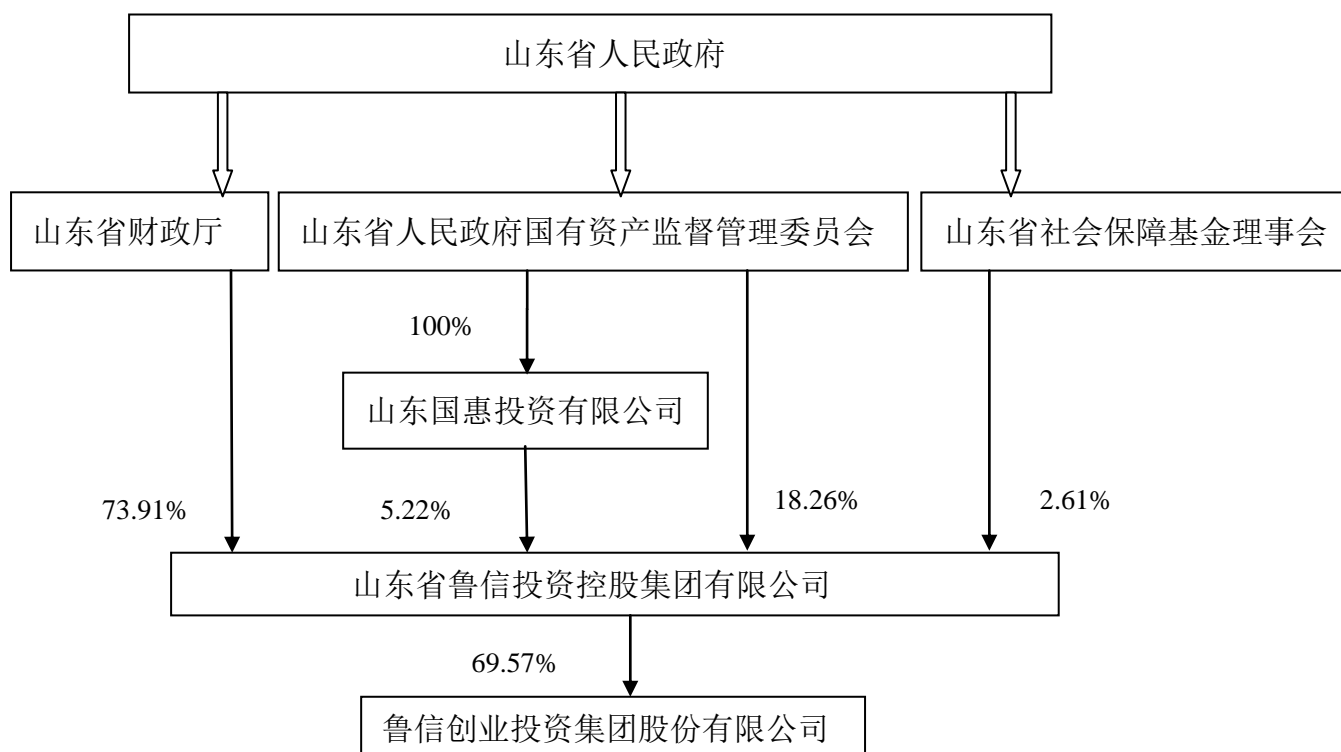 山东省人民政府
山东省财政厅
山东省人民政府国有资产监督管理委员会
山东省社会保障基金理事会
100%
山东国惠投资有限公司
73.91%
5.22%
18.26%
2.61%
山东省鲁信投资控股集团有限公司
69.57%
鲁信创业投资集团股份有限公司